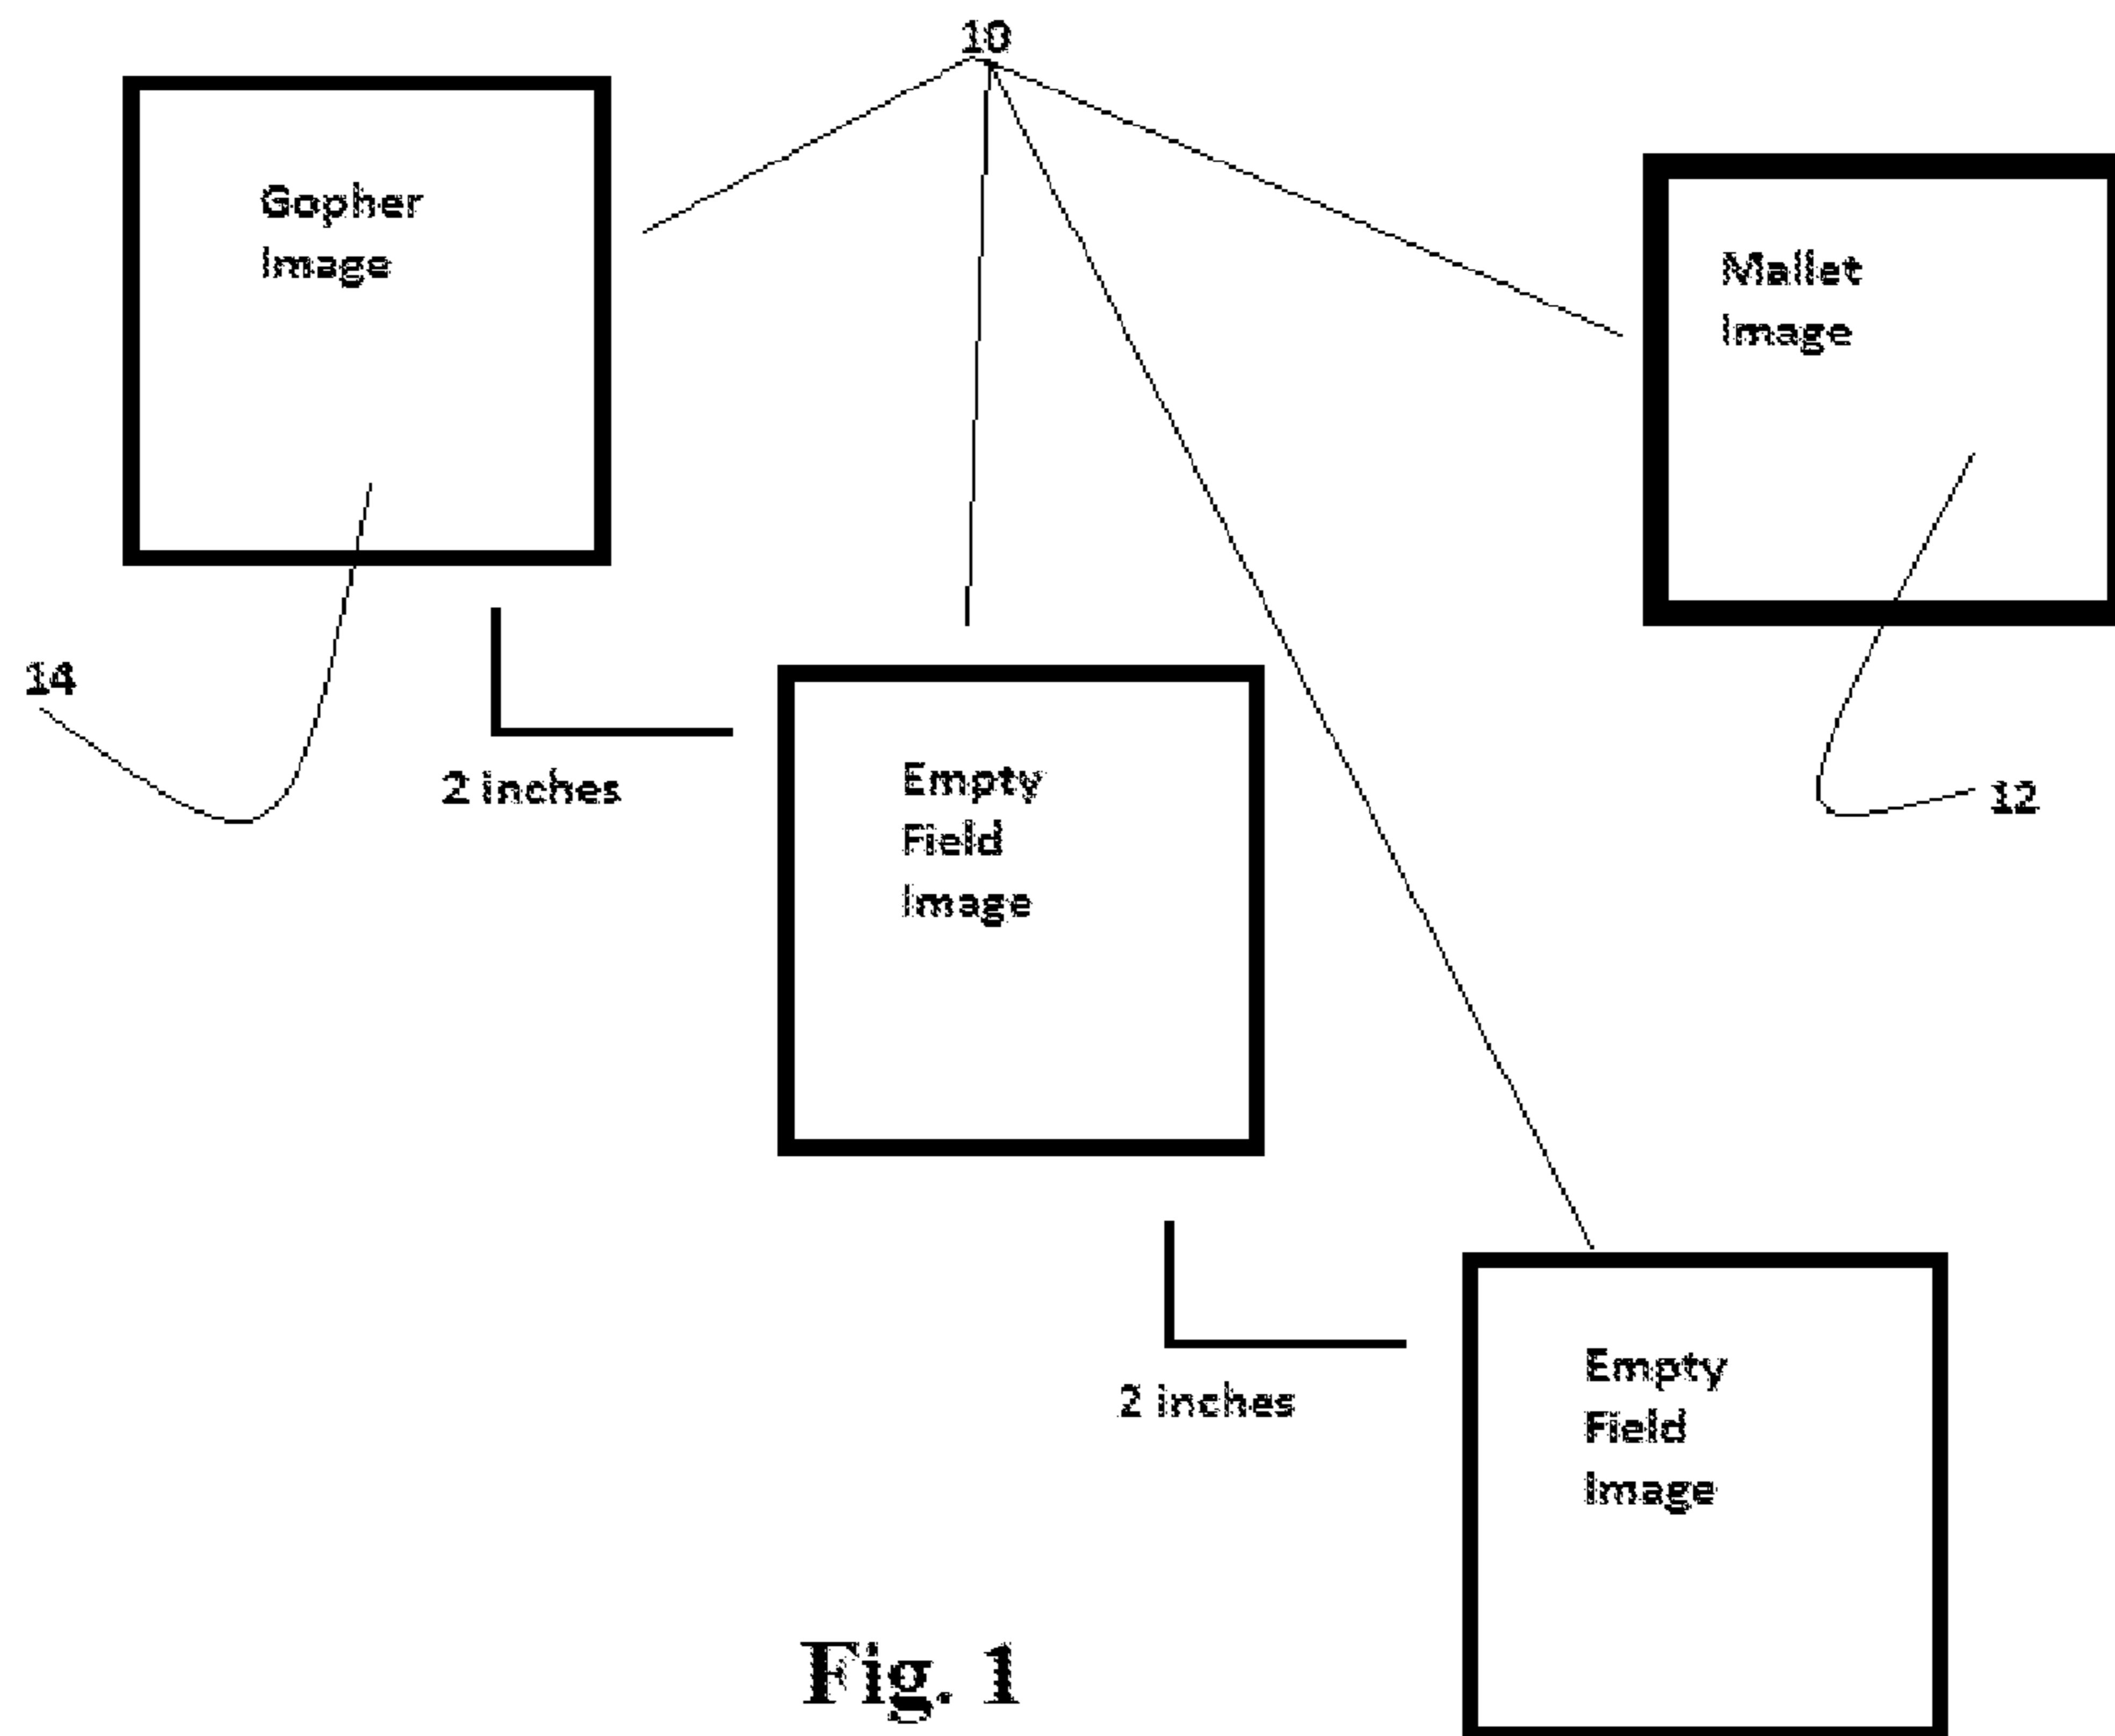 10
Gopher
Image
Mallet
Image
14
2 inches
Empty
Field
Image
12
2 inches
Empty
Field
Image
Fig. 1